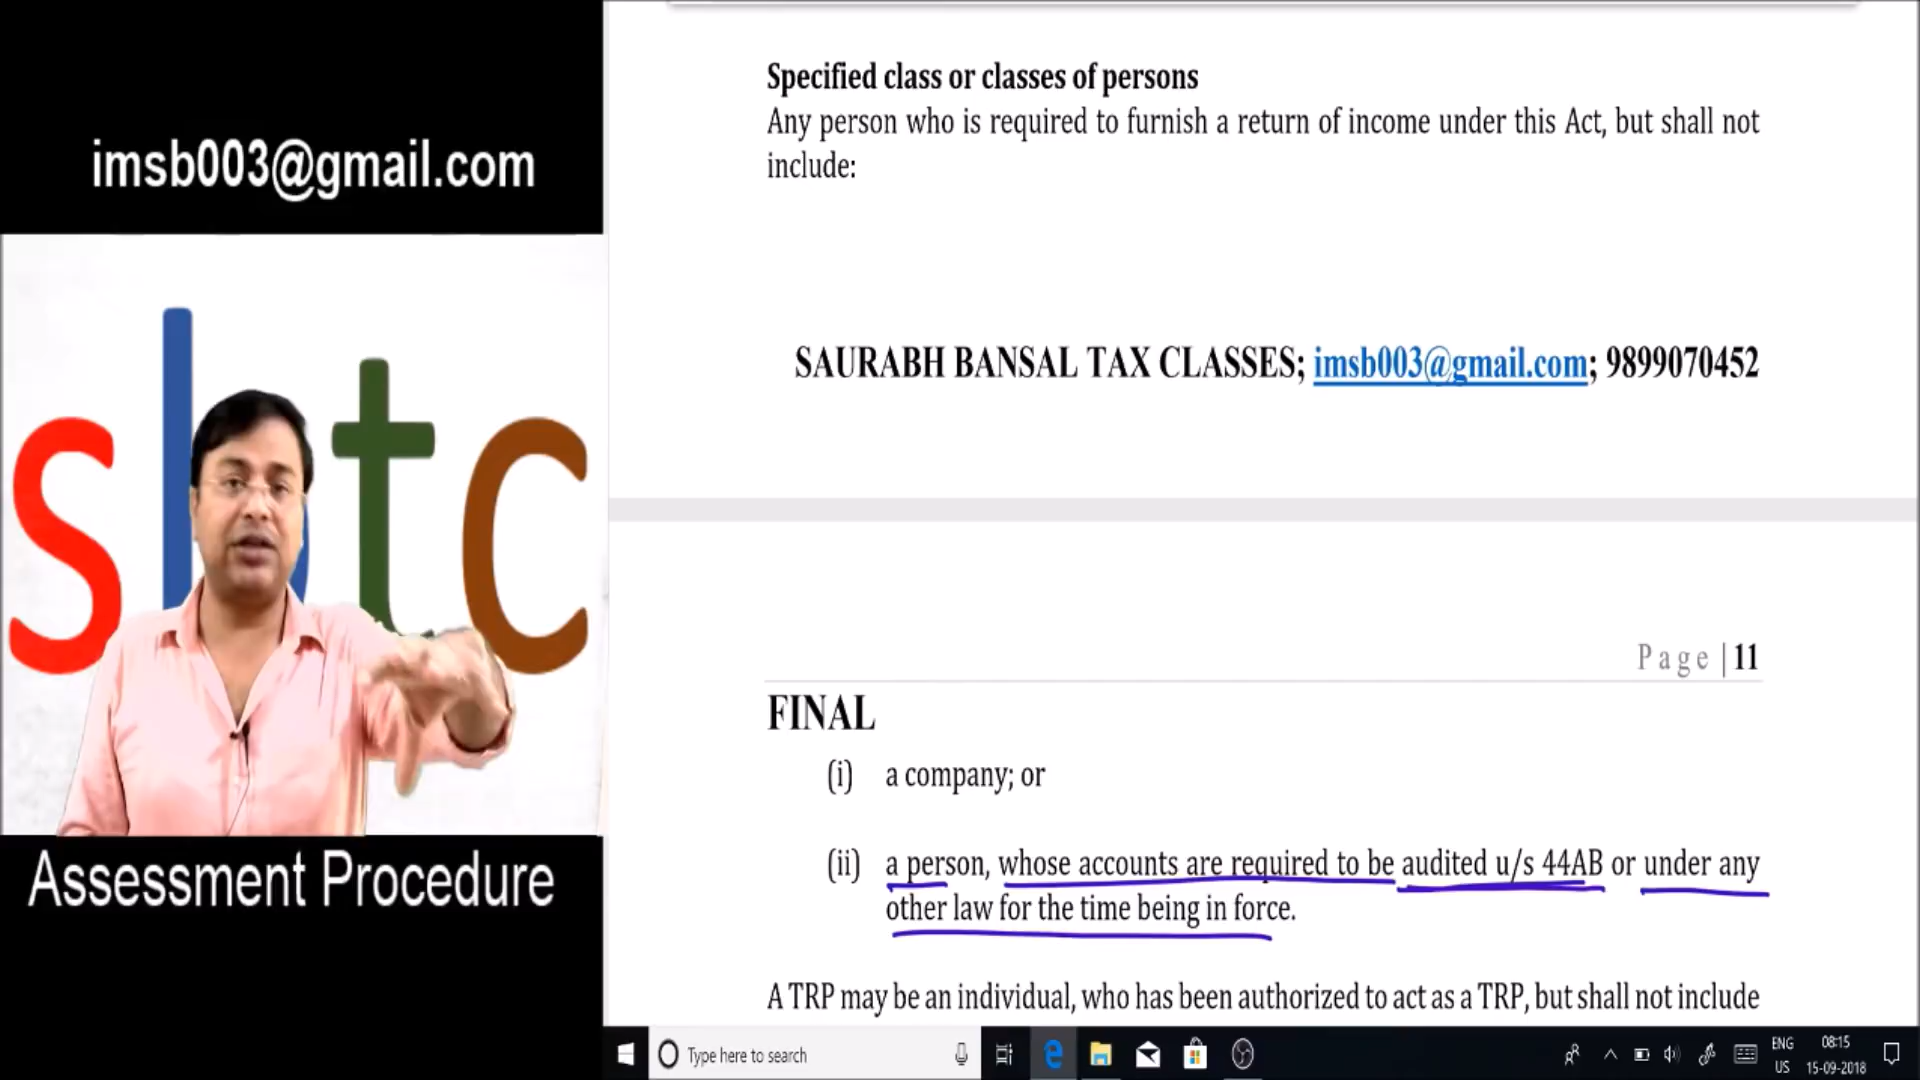 imsb003@gmail.com
sbtc
Assessment Procedure
Specified class or classes of persons
Any person who is required to furnish a return of income under this Act, but shall not
include:
SAURABH BANSAL TAX CLASSES; imsb003@gmail.com; 9899070452
Page | 11
FINAL
(i) a company; or
(ii) a person, whose accounts are required to be audited u/s 44AB or under any
other law for the time being in force.
A TRP may be an individual, who has been authorized to act as a TRP, but shall not include
Type here to search
ENG
US
08:15
15-09-2018